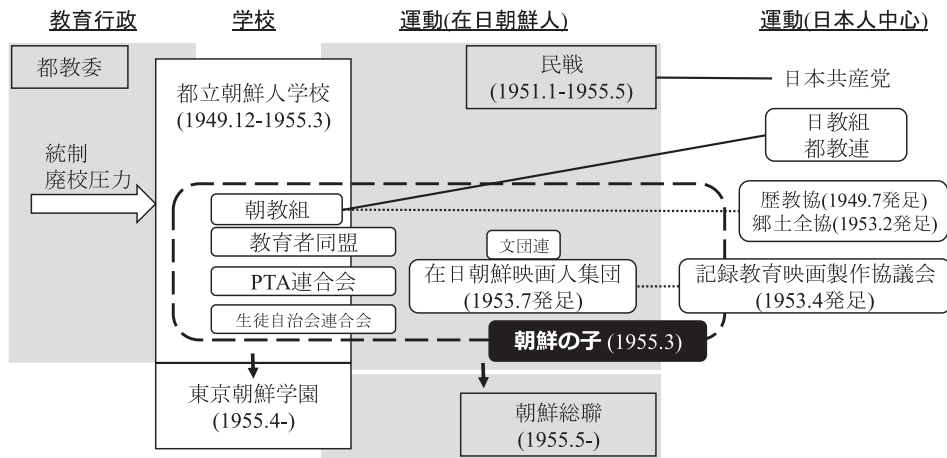 教育行政
学校
運動(在日朝鮮人)
運動(日本人中心)
都教委
都立朝鮮人学校
(1949.12-1955.3)
民戦
(1951.1-1955.5)
日本共産党
日教組
都教連
統制
廃校圧力
朝教組
歴教協(1949.7発足)
郷土全協(1953.2発足)
教育者同盟
文団連
PTA連合会
在日朝鮮映画人集団
(1953.7発足)
記録教育映画製作協議会
(1953.4発足)
生徒自治会連合会
朝鮮の子 (1955.3)
東京朝鮮学園
(1955.4-)
朝鮮総聯
(1955.5-)